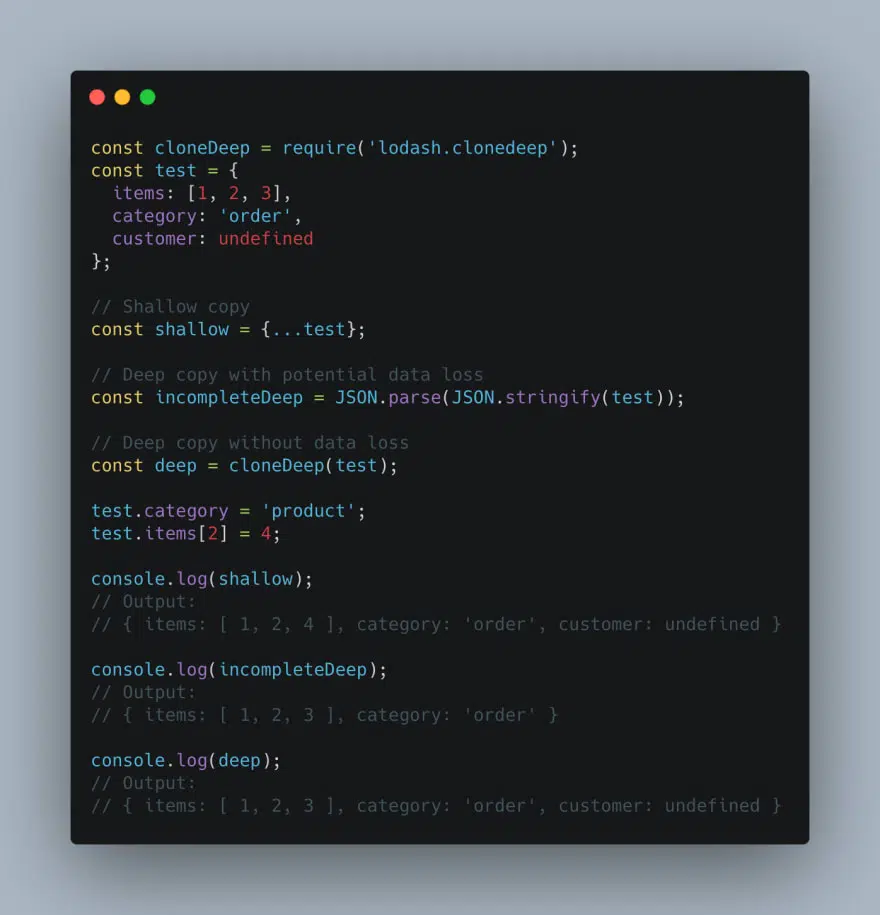 const cloneDeep = require('lodash.clonedeep');
const test = {
  items: [1, 2, 3],
  category: 'order',
  customer: undefined
};

// Shallow copy
const shallow = {...test};

// Deep copy with potential data loss
const incompleteDeep = JSON.parse(JSON.stringify(test));

// Deep copy without data loss
const deep = cloneDeep(test);

test.category = 'product';
test.items[2] = 4;

console.log(shallow);
// Output:
// { items: [ 1, 2, 4 ], category: 'order', customer: undefined }

console.log(incompleteDeep);
// Output:
// { items: [ 1, 2, 3 ], category: 'order' }

console.log(deep);
// Output:
// { items: [ 1, 2, 3 ], category: 'order', customer: undefined }